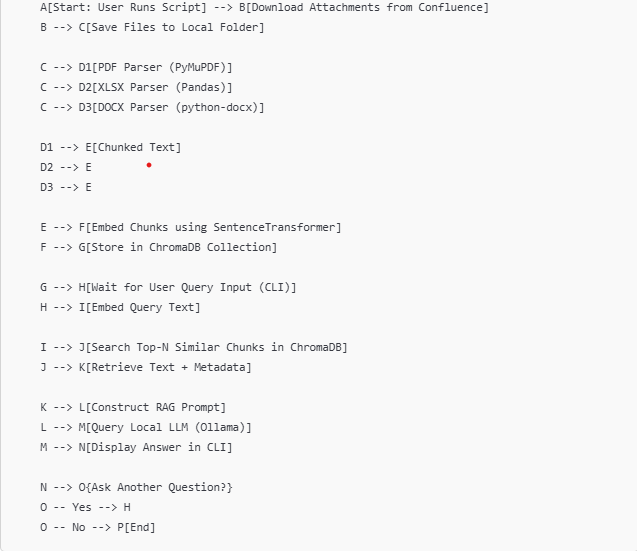 A[Start: User Runs Script] --> B[Download Attachments from Confluence]
B --> C[Save Files to Local Folder]
C --> D1[PDF Parser (PyMuPDF)]
C --> D2[XLSX Parser (Pandas)]
C --> D3[DOCX Parser (python-docx)]
D1 --> E[Chunked Text]
D2 --> E
D3 --> E
E --> F[Embed Chunks using SentenceTransformer]
F --> G[Store in ChromaDB Collection]
G --> H[Wait for User Query Input (CLI)]
H --> I[Embed Query Text]
I --> J[Search Top-N Similar Chunks in ChromaDB]
J --> K[Retrieve Text + Metadata]
K --> L[Construct RAG Prompt]
L --> M[Query Local LLM (Ollama)]
M --> N[Display Answer in CLI]
N --> O{Ask Another Question?}
O -- Yes --> H
O -- No --> P[End]